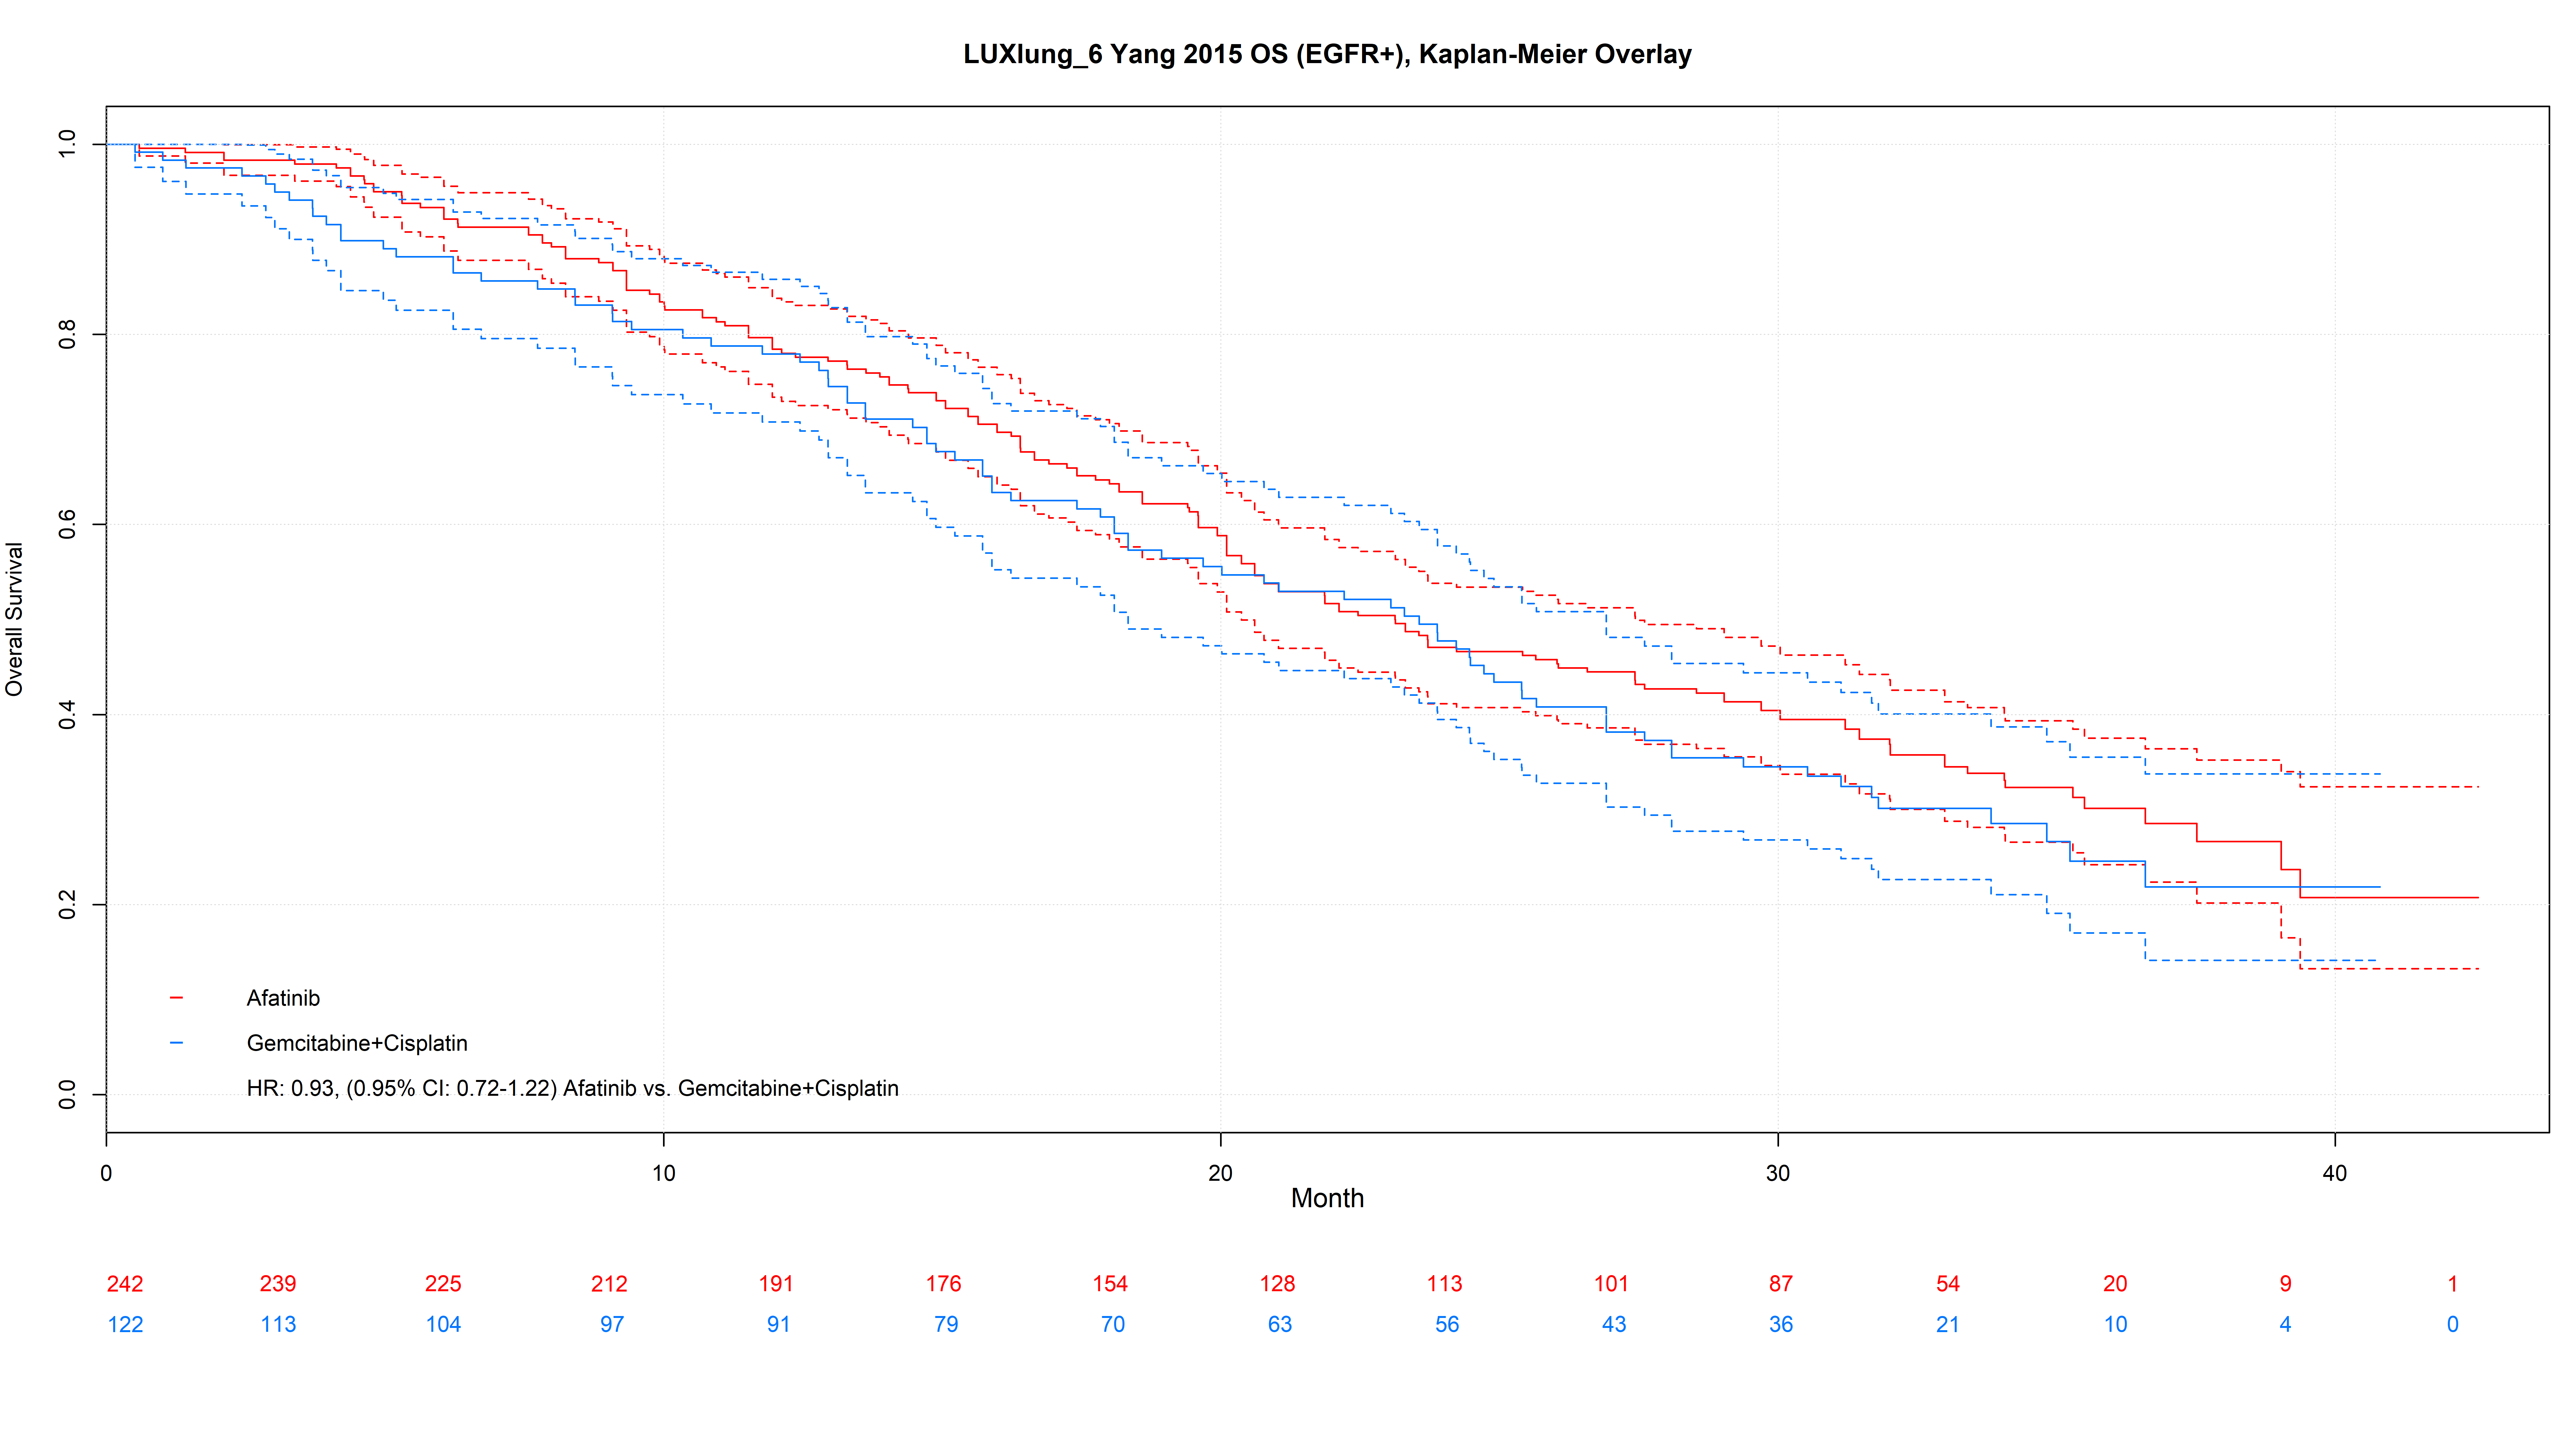 LUXlung_6 Yang 2015 OS (EGFR+), Kaplan-Meier Overlay
Overall Survival
1.0
0.8
0.6
0.4
0.2
0.0
Afatinib
Gemcitabine+Cisplatin
HR: 0.93, (0.95% CI: 0.72-1.22) Afatinib vs. Gemcitabine+Cisplatin
0 10 20 30 40
Month
242 239 225 212 191 176 154 128 113 101 87 54 20 9 1
122 113 104 97 91 79 70 63 56 43 36 21 10 4 0